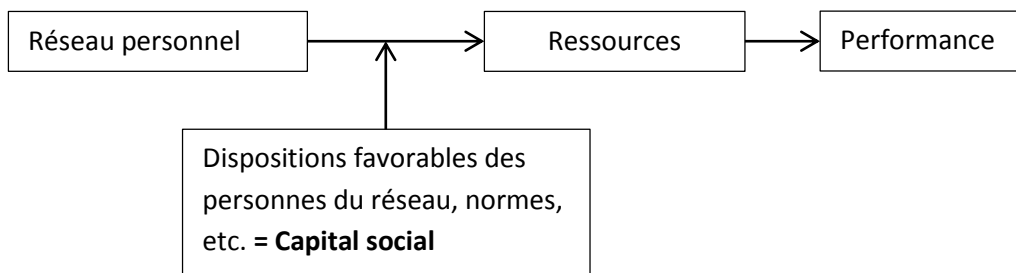 Réseau personnel
Ressources
Performance
Dispositions favorables des
personnes du réseau, normes,
etc. = Capital social